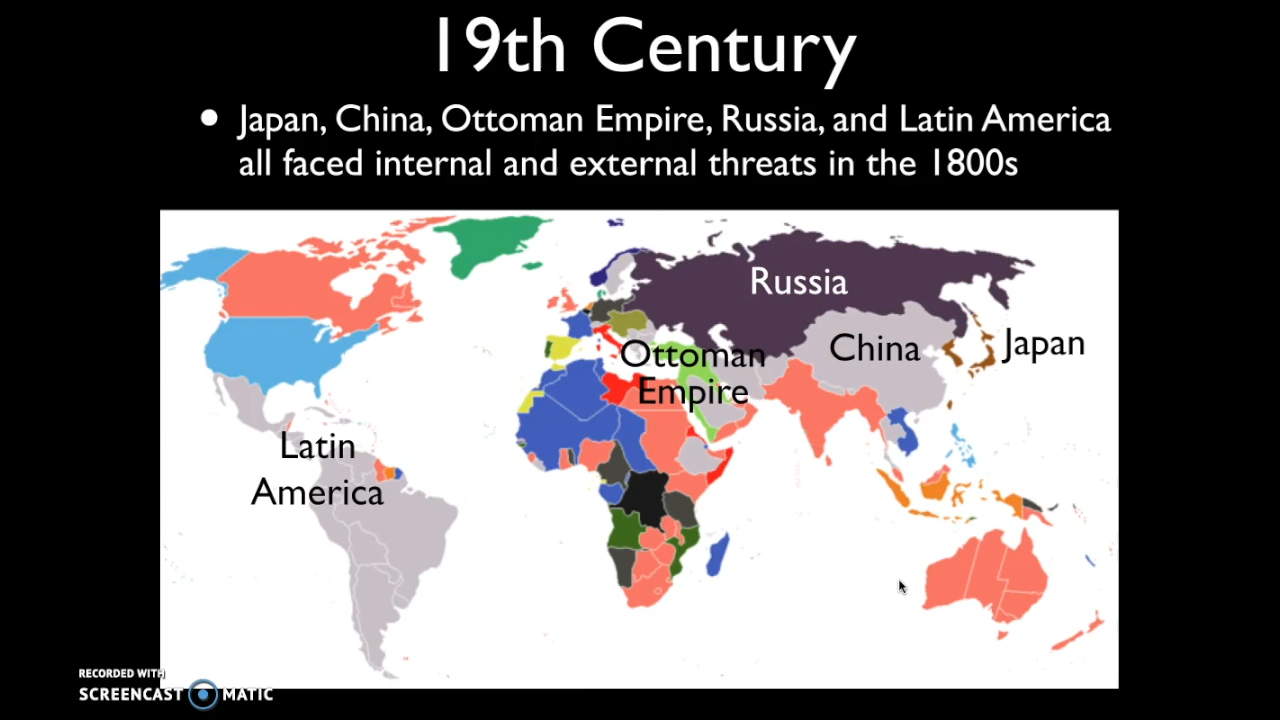 19th Century
• Japan, China, Ottoman Empire, Russia, and Latin America
all faced internal and external threats in the 1800s
Russia
China
Japan
Ottoman
Empire
Latin
America
RECORDED WITH
SCREENCAST MATIC